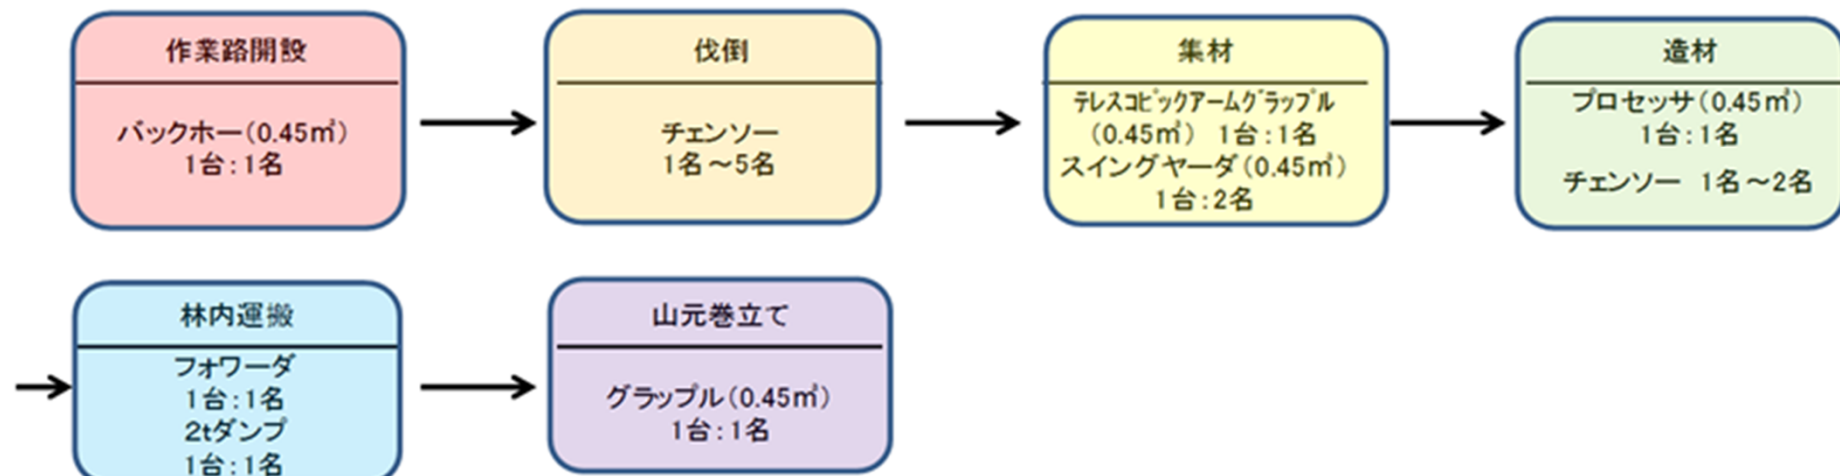 作業路開設
バックホー（0.45㎥）
1台：1名
伐倒
チェンソー
1名～5名
集材
ﾃﾚｽｺﾋﾟｯｸｱｰﾑｸﾞﾗｯﾌﾟﾙ
（0.45㎥） 1台：1名
スイングヤーダ（0.45㎥）
1台：2名
造材
プロセッサ（0.45㎥）
1台：1名
チェンソー 1名～2名
林内運搬
フォワーダ
1台：1名
2tダンプ
1台：1名
山元巻立て
グラップル（0.45㎥）
1台：1名